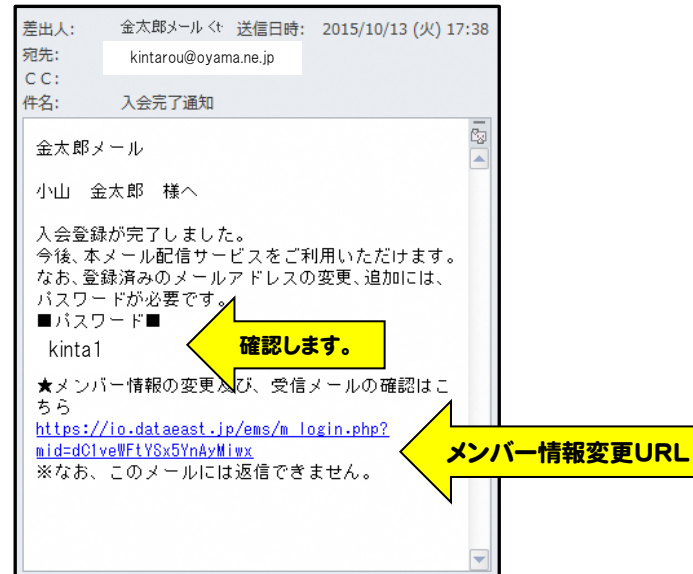 差出人: 金太郎メール <t 送信日時: 2015/10/13 (火) 17:38
宛先: kintarou@oyama.ne.jp
ＣＣ:
件名: 入会完了通知
金太郎メール
小山　金太郎　様へ
入会登録が完了しました。
今後、本メール配信サービスをご利用いただけます。
なお、登録済みのメールアドレスの変更、追加には、
パスワードが必要です。
■パスワード■
kinta1
確認します。
★メンバー情報の変更及び、受信メールの確認はこ
ちら
https://io.dataeast.jp/ems/m_login.php?
mid=dC1veWFtYSx5YnAyMiwx
メンバー情報変更ＵＲＬ
※なお、このメールには返信できません。